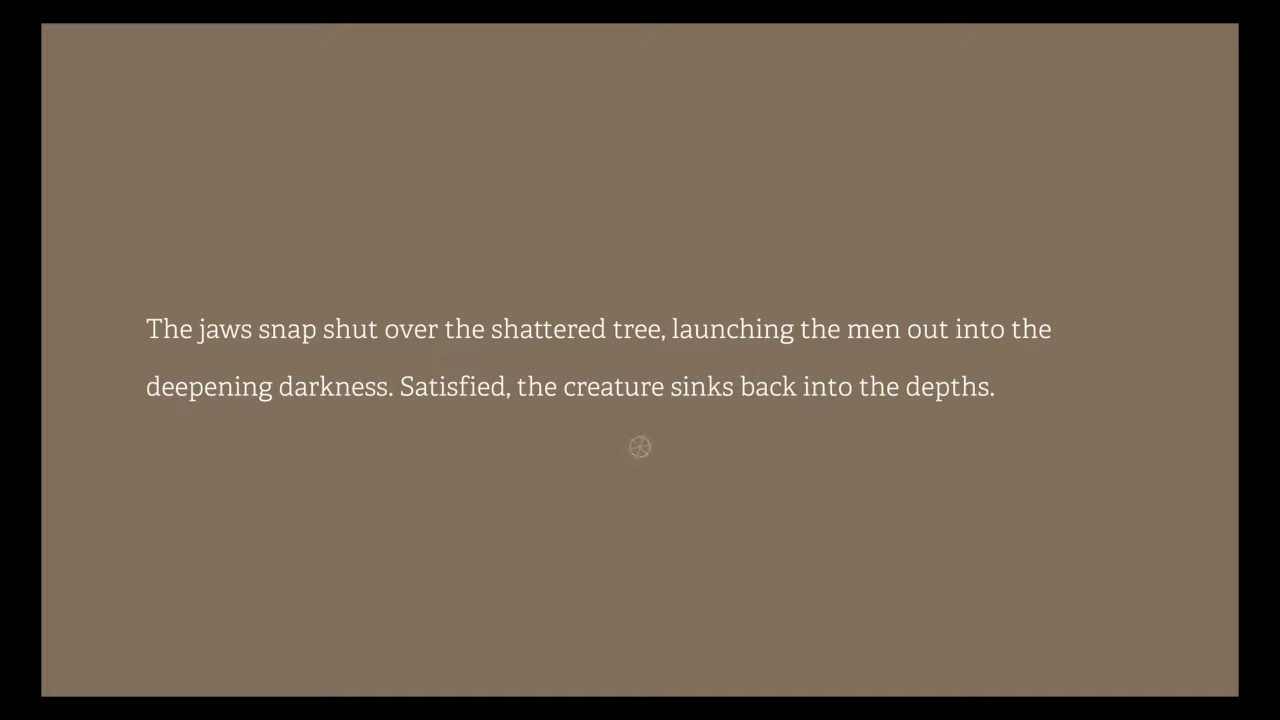 The jaws snap shut over the shattered tree, launching the men out into the
deepening darkness. Satisfied, the creature sinks back into the depths.